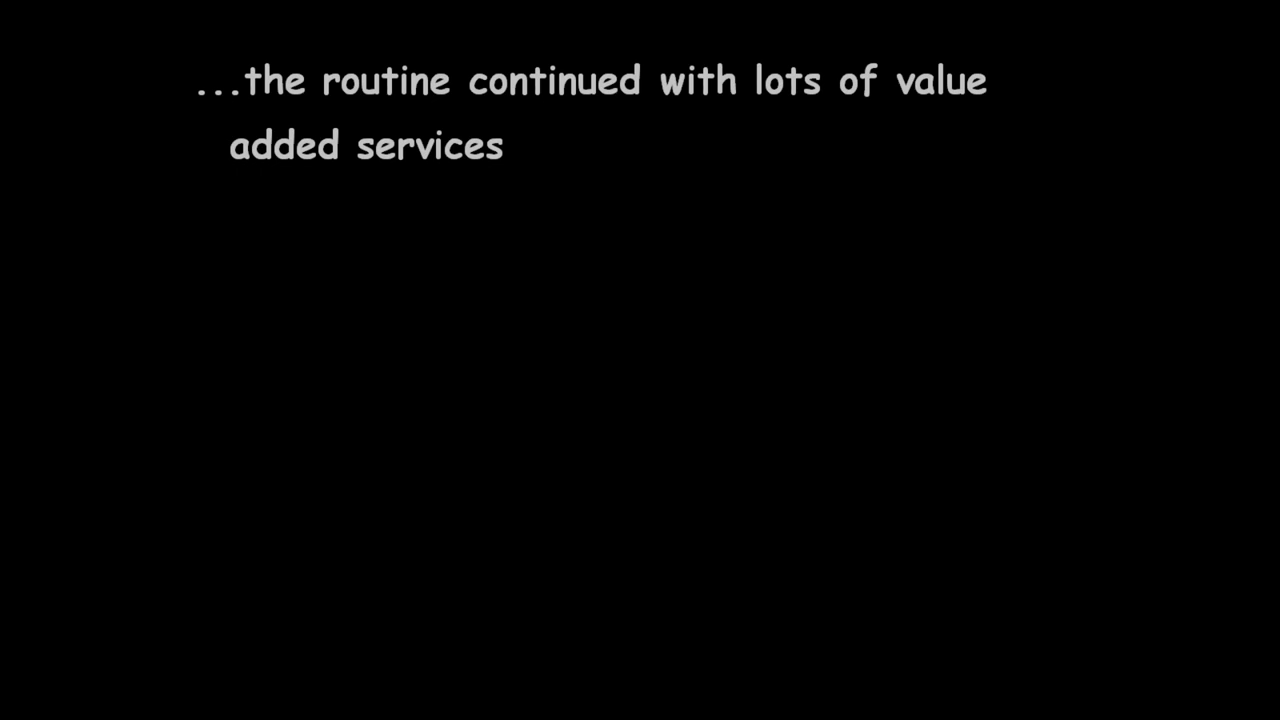 ...the routine continued with lots of value
added services